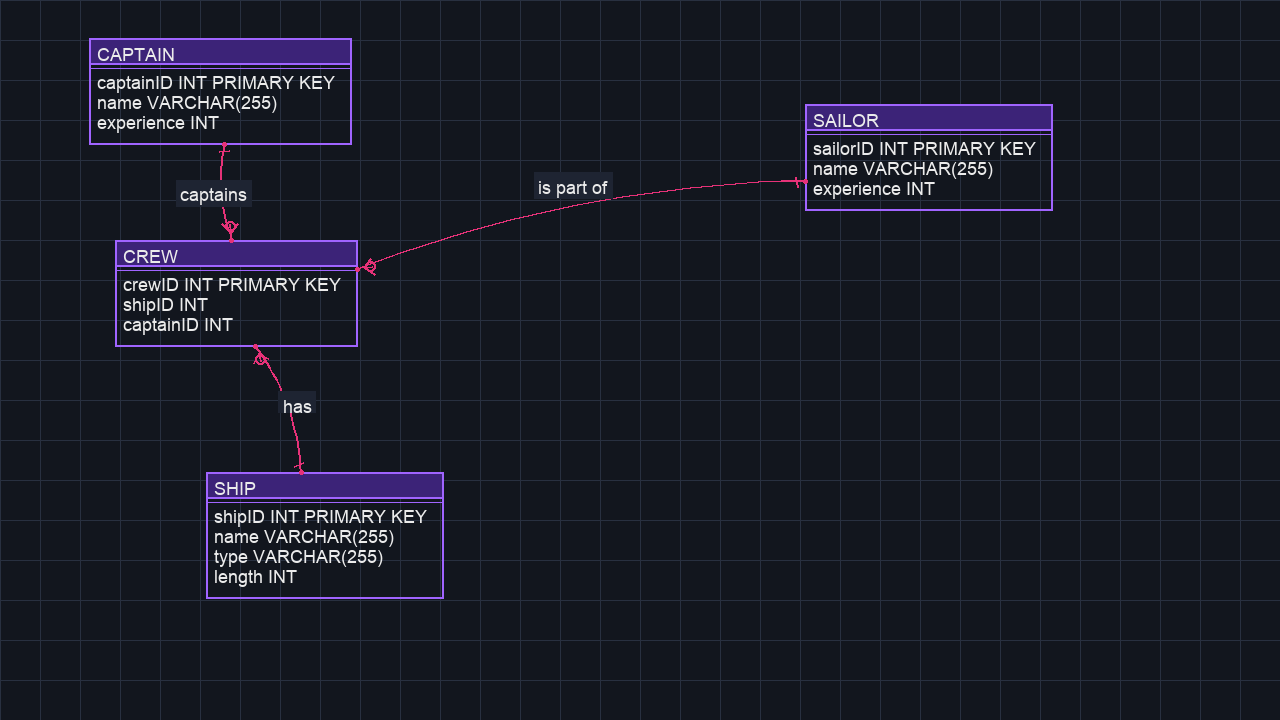 CAPTAIN
captainID INT PRIMARY KEY
name VARCHAR(255)
experience INT
SAILOR
sailorID INT PRIMARY KEY
name VARCHAR(255)
experience INT
captains
is part of
CREW
crewID INT PRIMARY KEY
shipID INT
captainID INT
has
SHIP
shipID INT PRIMARY KEY
name VARCHAR(255)
type VARCHAR(255)
length INT